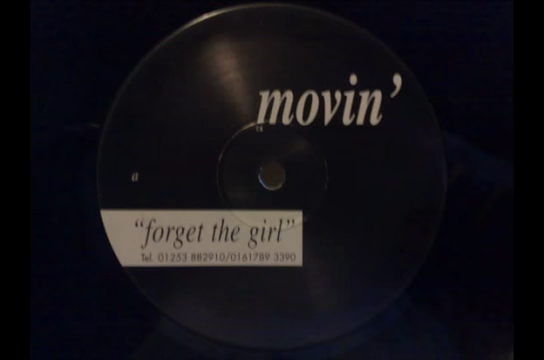 movin'
a
"forget the girl"
Tel. 01253 882910/0161789 3390